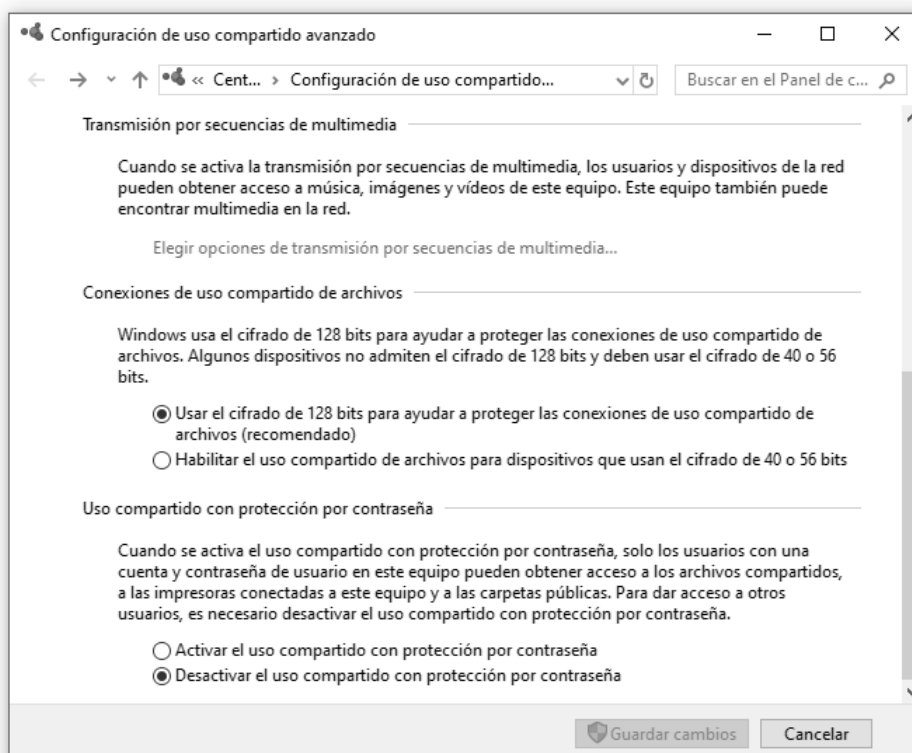 Configuración de uso compartido avanzado
« Cent... › Configuración de uso compartido...
Buscar en el Panel de c...
Transmisión por secuencias de multimedia
Cuando se activa la transmisión por secuencias de multimedia, los usuarios y dispositivos de la red
pueden obtener acceso a música, imágenes y vídeos de este equipo. Este equipo también puede
encontrar multimedia en la red.
Elegir opciones de transmisión por secuencias de multimedia...
Conexiones de uso compartido de archivos
Windows usa el cifrado de 128 bits para ayudar a proteger las conexiones de uso compartido de
archivos. Algunos dispositivos no admiten el cifrado de 128 bits y deben usar el cifrado de 40 o 56
bits.
Usar el cifrado de 128 bits para ayudar a proteger las conexiones de uso compartido de
archivos (recomendado)
Habilitar el uso compartido de archivos para dispositivos que usan el cifrado de 40 o 56 bits
Uso compartido con protección por contraseña
Cuando se activa el uso compartido con protección por contraseña, solo los usuarios con una
cuenta y contraseña de usuario en este equipo pueden obtener acceso a los archivos compartidos,
a las impresoras conectadas a este equipo y a las carpetas públicas. Para dar acceso a otros
usuarios, es necesario desactivar el uso compartido con protección por contraseña.
Activar el uso compartido con protección por contraseña
Desactivar el uso compartido con protección por contraseña
Guardar cambios
Cancelar